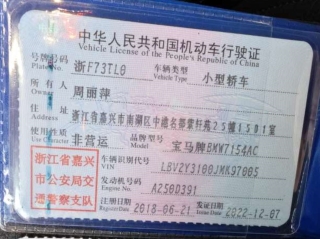 中华人民共和国机动车行驶证
Vehicle License of the People's Republic of China
号牌号码 浙F73TL0 车辆类型 小型轿车
Plate No. Vehicle Type
所有人 周丽萍
Owner
住址 浙江省嘉兴市南湖区中港名都紫轩苑25幢1501室
Address
使用性质 非营运 品牌型号 宝马牌BMW7154AC
Use Character Model
浙江省嘉兴
市公安局交
通警察支队
车辆识别代号 LBV2Y3100JMK97005
VIN
发动机号码 A250D391
Engine No.
注册日期 2018-06-21 发证日期 2022-12-07
Register Date Issue Date